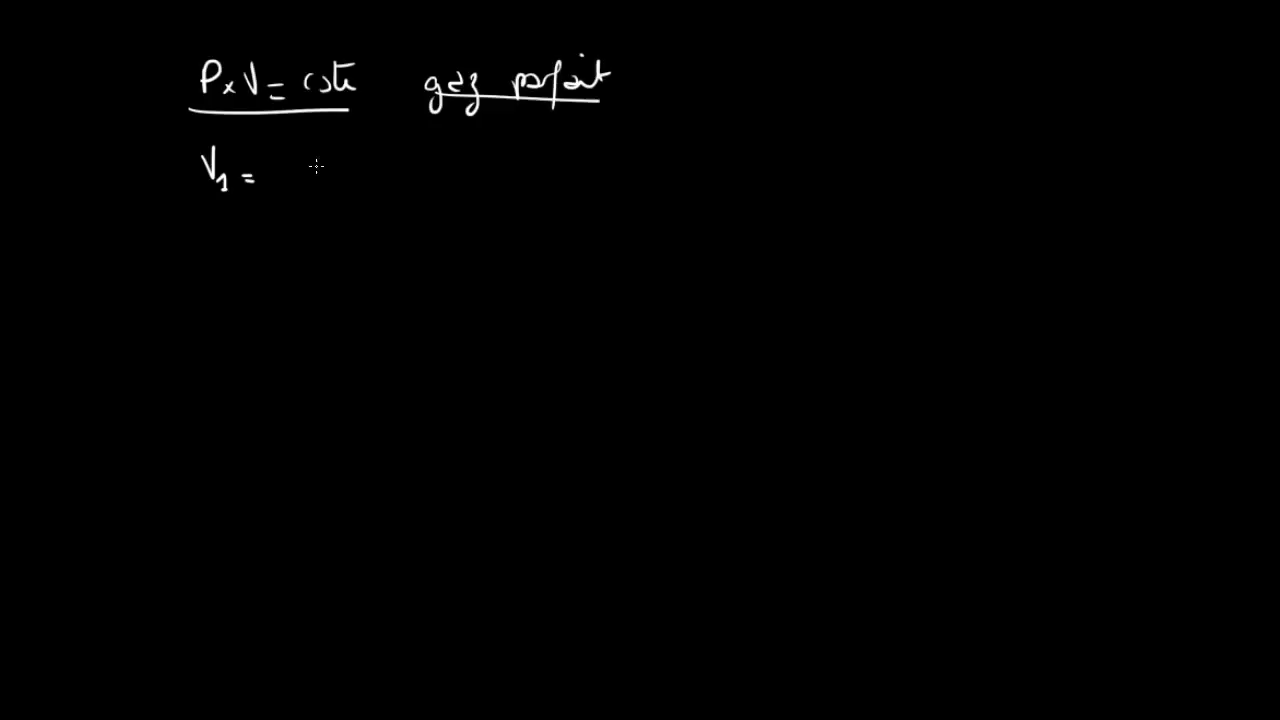 P x V = cste gaz parfait
V1 =